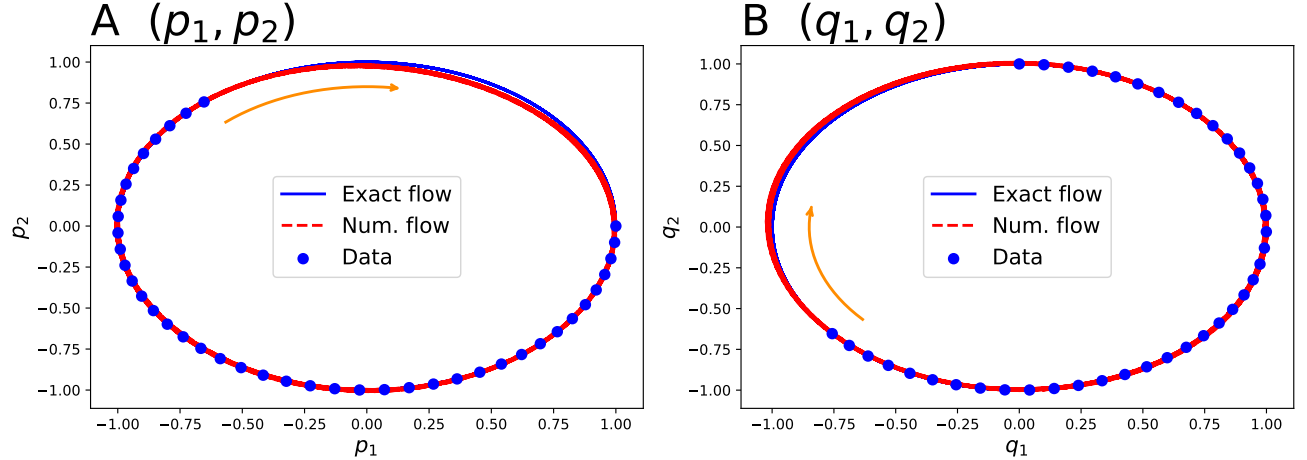 A (p₁, p₂)
1.00
0.75
0.50
0.25
0.00
−0.25
−0.50
−0.75
−1.00
p₂
Exact flow
Num. flow
Data
−1.00 −0.75 −0.50 −0.25 0.00 0.25 0.50 0.75 1.00
p₁
B (q₁, q₂)
1.00
0.75
0.50
0.25
0.00
−0.25
−0.50
−0.75
−1.00
q₂
Exact flow
Num. flow
Data
−1.00 −0.75 −0.50 −0.25 0.00 0.25 0.50 0.75 1.00
q₁